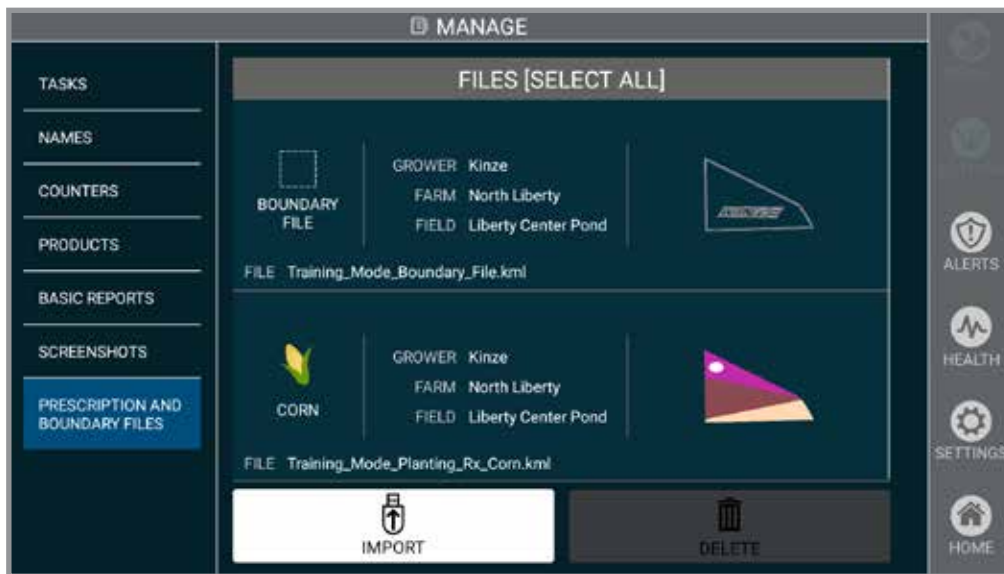 MANAGE
TASKS
NAMES
COUNTERS
PRODUCTS
BASIC REPORTS
SCREENSHOTS
PRESCRIPTION AND
BOUNDARY FILES
FILES [SELECT ALL]
BOUNDARY
FILE
GROWER Kinze
FARM North Liberty
FIELD Liberty Center Pond
FILE Training_Mode_Boundary_File.kml
CORN
GROWER Kinze
FARM North Liberty
FIELD Liberty Center Pond
FILE Training_Mode_Planting_Rx_Corn.kml
IMPORT
DELETE
ALERTS
HEALTH
SETTINGS
HOME